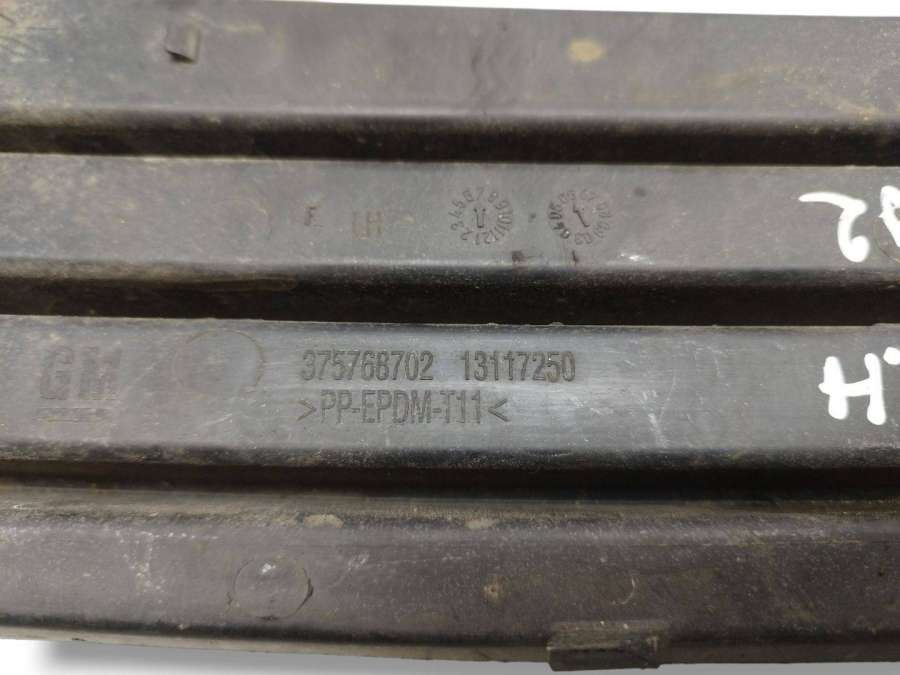 E LH
GM
375768702 13117250
>PP-EPDM-T11<
H.